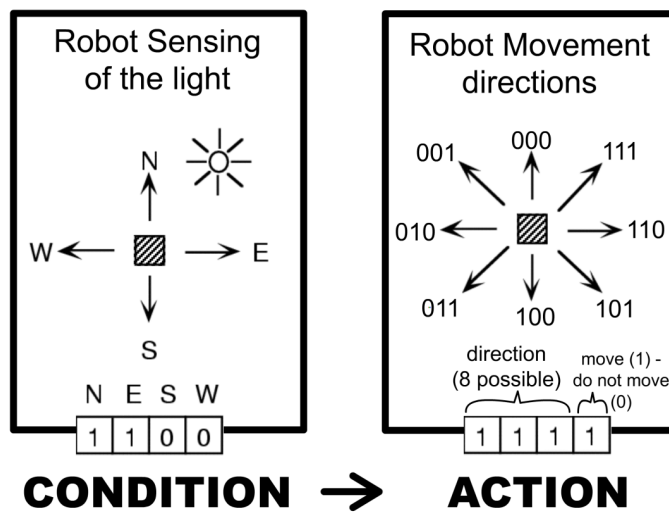 Robot Sensing
of the light
N
W
E
S
N E S W
1 1 0 0
Robot Movement
directions
000
001
111
010
110
011
101
100
direction
(8 possible)
move (1) -
do not move
(0)
1 1 1 1
CONDITION
ACTION